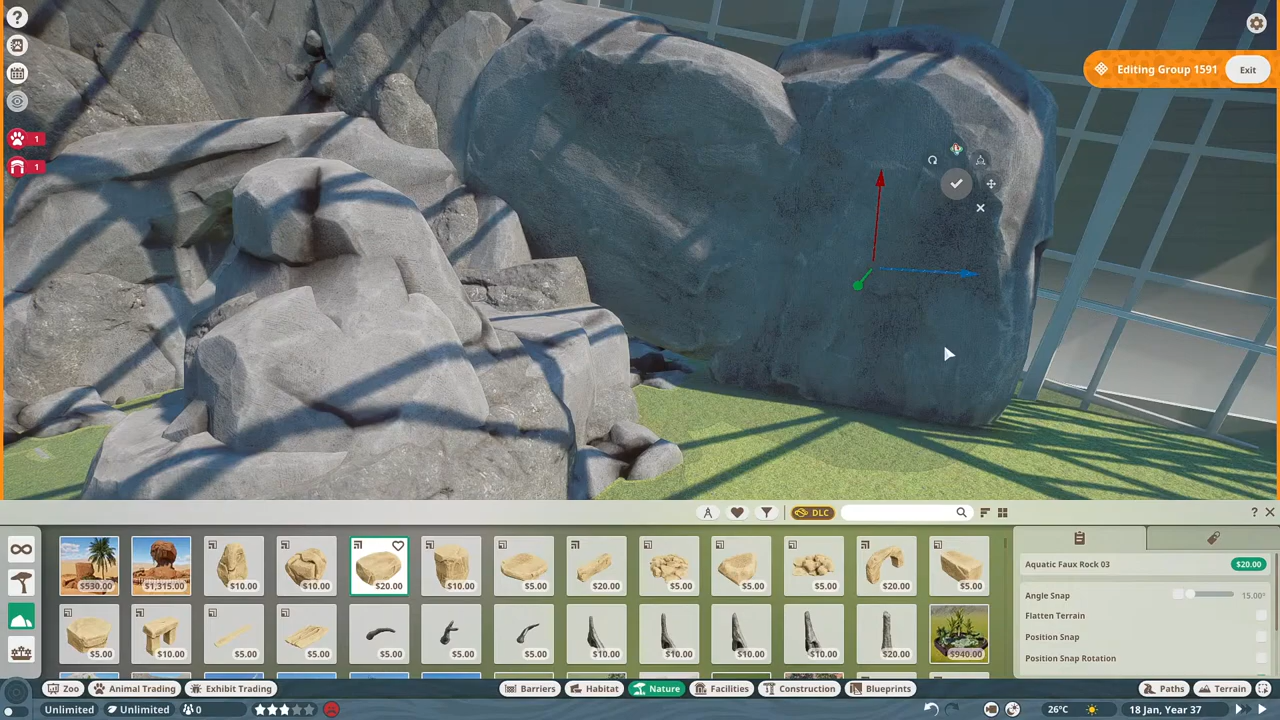 ?
Editing Group 1591 Exit
1
1
DLC
? ×
$530.00 $1,315.00 $10.00 $10.00 $20.00 $10.00 $5.00 $20.00 $5.00 $5.00 $5.00 $20.00 $5.00
Aquatic Faux Rock 03 $20.00
Angle Snap 15.00°
Flatten Terrain
Position Snap
Position Snap Rotation
$5.00 $10.00 $5.00 $5.00 $5.00 $5.00 $5.00 $10.00 $10.00 $10.00 $10.00 $20.00 $940.00
Zoo Animal Trading Exhibit Trading Barriers Habitat Nature Facilities Construction Blueprints Paths Terrain
Unlimited Unlimited 0 26°C 18 Jan, Year 37